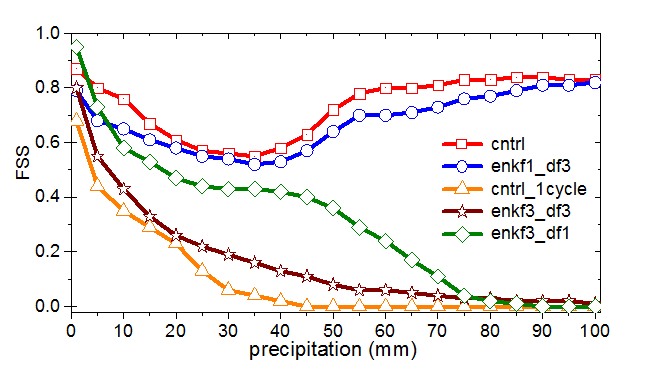 1.0
0.8
0.6
0.4
0.2
0.0
FSS
cntrl
enkf1_df3
cntrl_1cycle
enkf3_df3
enkf3_df1
0 10 20 30 40 50 60 70 80 90 100
precipitation (mm)